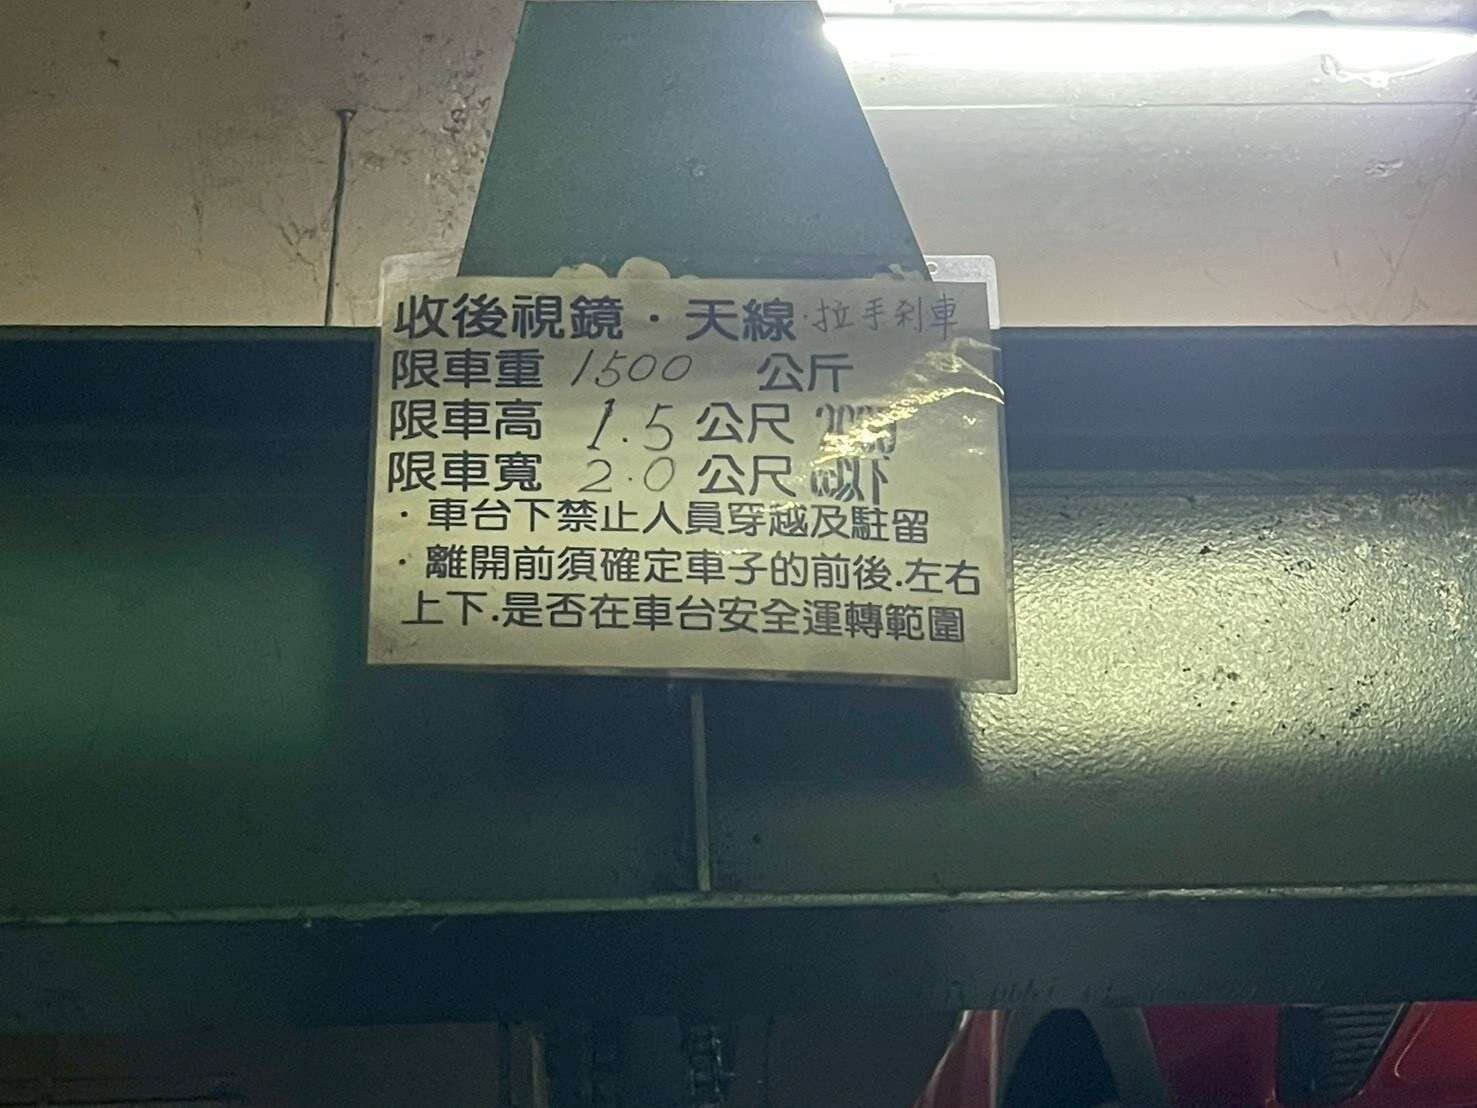 收後視鏡·天線·拉手刹車
限車重 1500 公斤
限車高 1.5 公尺
限車寬 2.0 公尺 以下
·車台下禁止人員穿越及駐留
·離開前須確定車子的前後.左右
上下.是否在車台安全運轉範圍